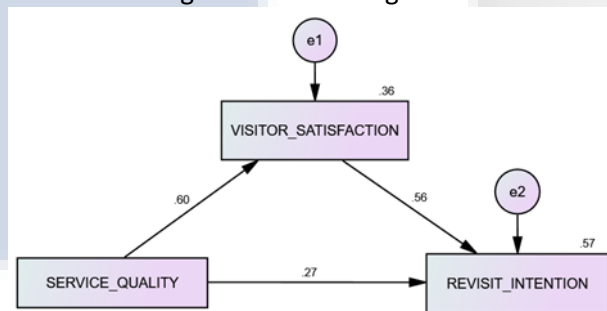 e1
.36
VISITOR_SATISFACTION
.60
.56
e2
.57
SERVICE_QUALITY
.27
REVISIT_INTENTION